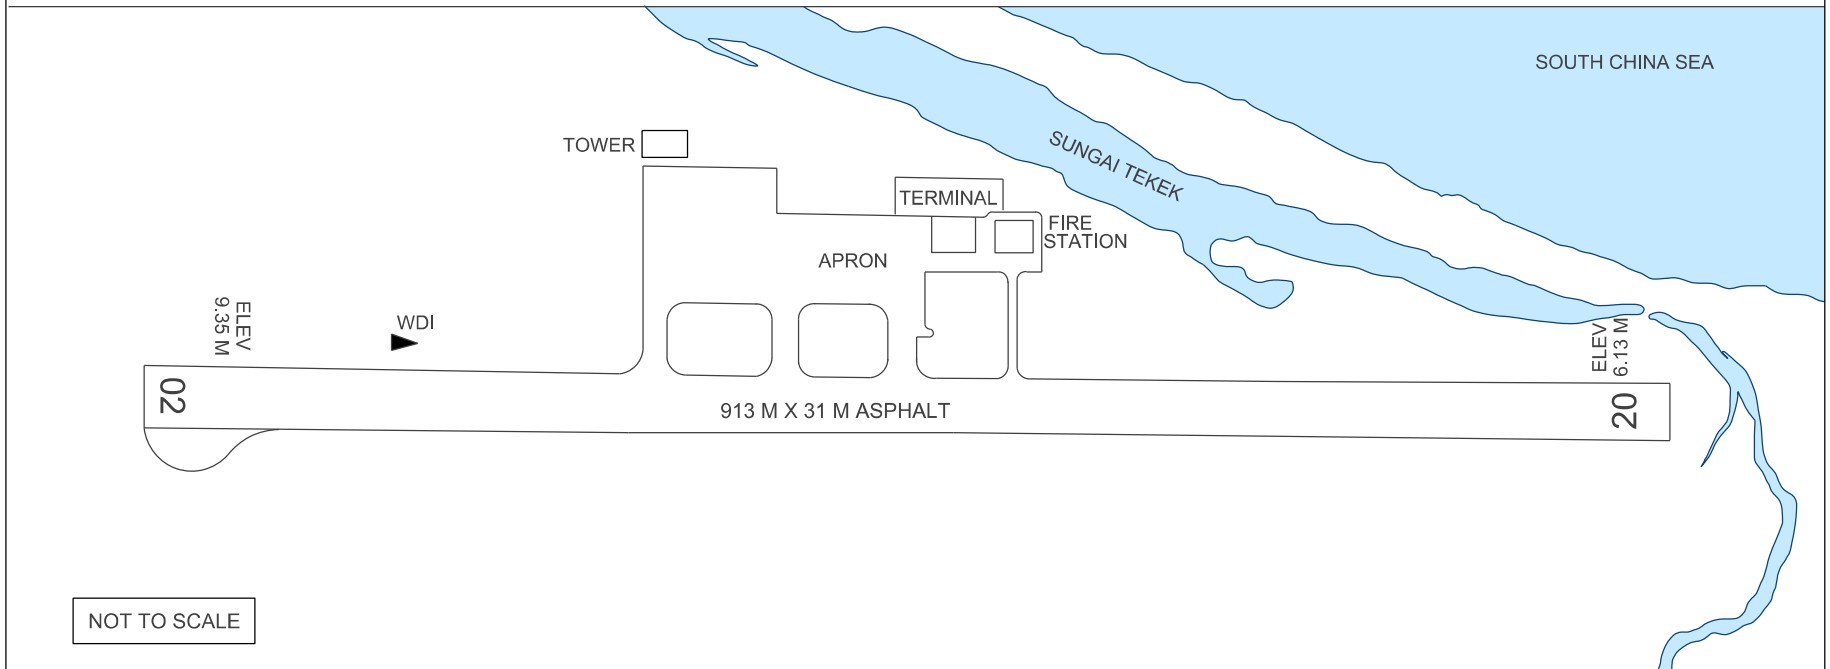 SOUTH CHINA SEA
TOWER
SUNGAI TEKEK
TERMINAL
FIRE
STATION
APRON
ELEV
9.35 M
WDI
ELEV
6.13 M
02
913 M X 31 M ASPHALT
20
NOT TO SCALE